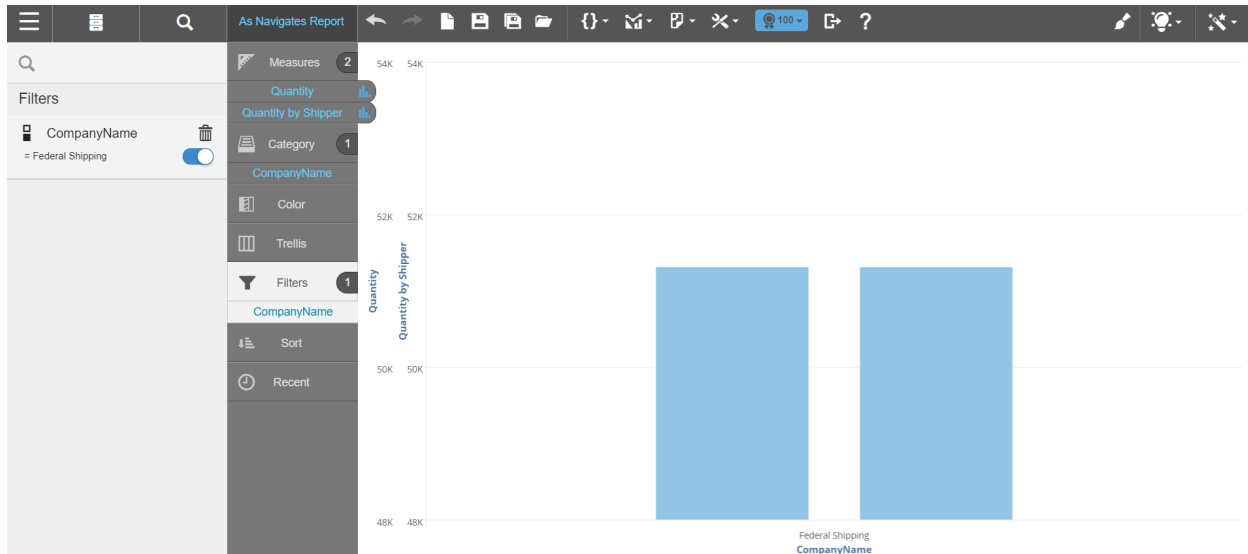 As Navigates Report
{}
100
?
Filters
CompanyName
= Federal Shipping
Measures 2
Quantity
Quantity by Shipper
Category 1
CompanyName
Color
Trellis
Filters 1
CompanyName
Sort
Recent
54K 54K
52K 52K
50K 50K
48K 48K
Quantity
Quantity by Shipper
Federal Shipping
CompanyName